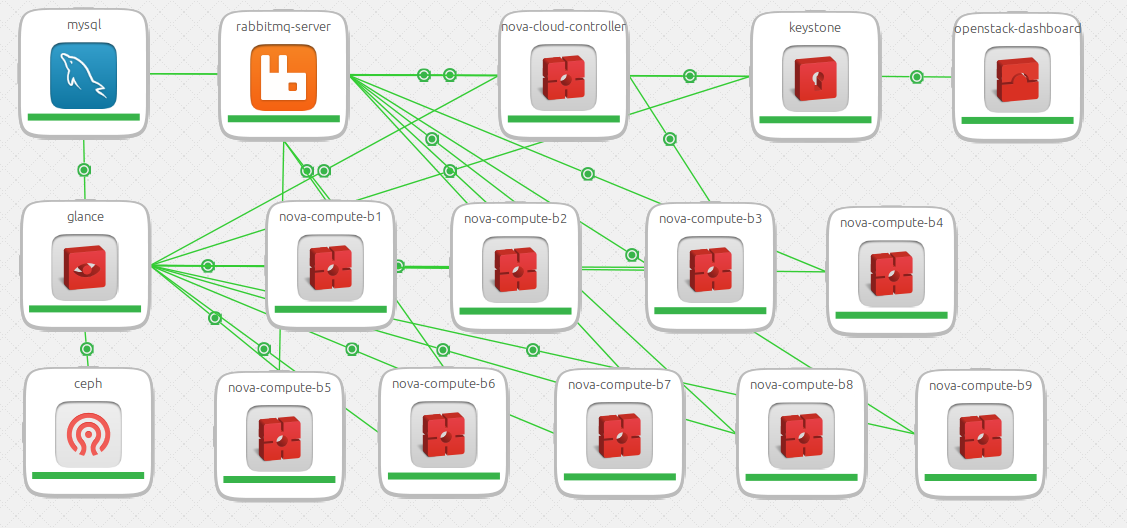 mysql
rabbitmq-server
nova-cloud-controller
keystone
openstack-dashboard
glance
nova-compute-b1
nova-compute-b2
nova-compute-b3
nova-compute-b4
ceph
nova-compute-b5
nova-compute-b6
nova-compute-b7
nova-compute-b8
nova-compute-b9